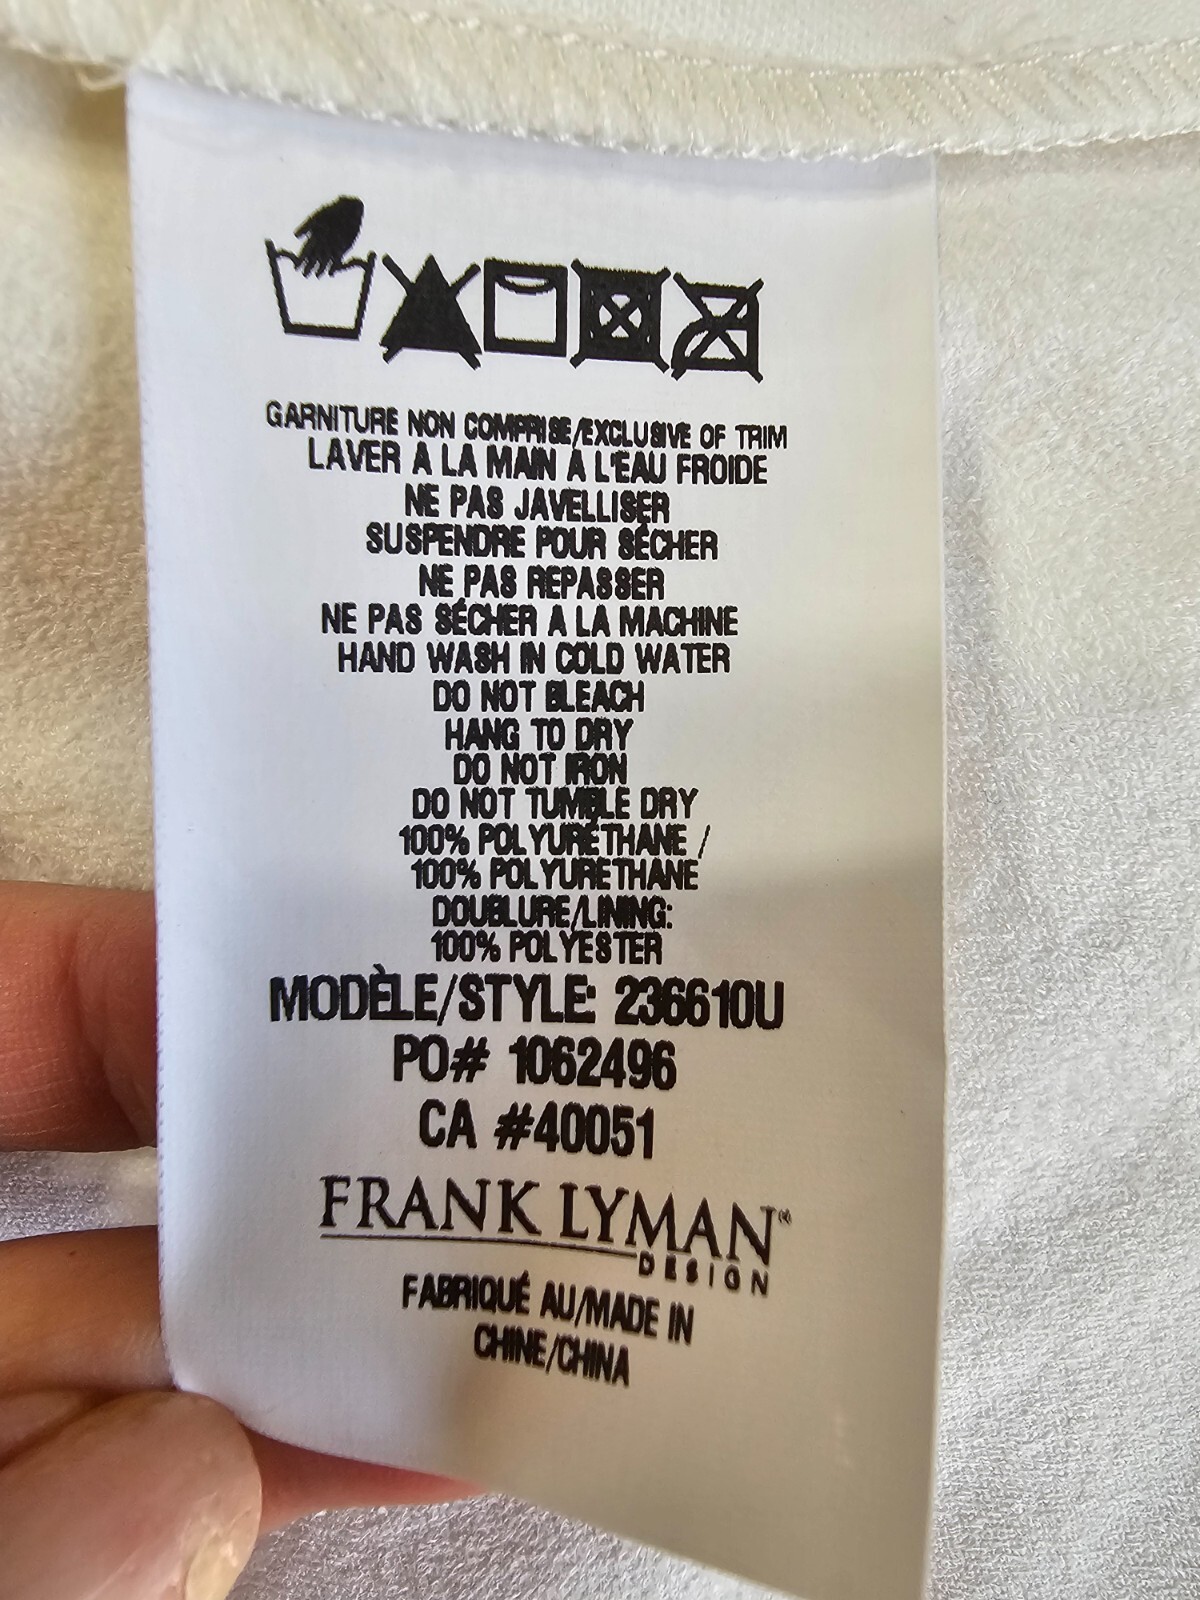 GARNITURE NON COMPRISE/EXCLUSIVE OF TRIM
LAVER A LA MAIN A L'EAU FROIDE
NE PAS JAVELLISER
SUSPENDRE POUR SÉCHER
NE PAS REPASSER
NE PAS SÉCHER A LA MACHINE
HAND WASH IN COLD WATER
DO NOT BLEACH
HANG TO DRY
DO NOT IRON
DO NOT TUMBLE DRY
100% POLYURÉTHANE /
100% POLYURETHANE
DOUBLURE/LINING:
100% POLYESTER
MODÈLE/STYLE: 236610U
PO# 1062496
CA #40051
FRANK LYMAN®
DESIGN
FABRIQUÉ AU/MADE IN
CHINE/CHINA